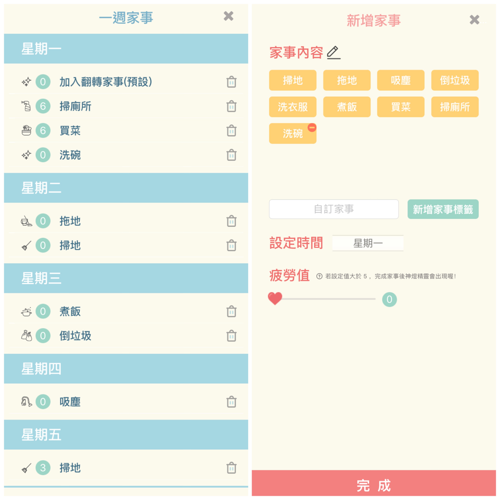 一週家事
星期一
0 加入翻轉家事(預設)
6 掃廁所
6 買菜
0 洗碗
星期二
0 拖地
0 掃地
星期三
0 煮飯
0 倒垃圾
星期四
0 吸塵
星期五
3 掃地
新增家事
家事內容
掃地 拖地 吸塵 倒垃圾
洗衣服 煮飯 買菜 掃廁所
洗碗
自訂家事 新增家事標籤
設定時間 星期一
疲勞值 若設定值大於 5 ，完成家事後神燈精靈會出現喔!
0
完成